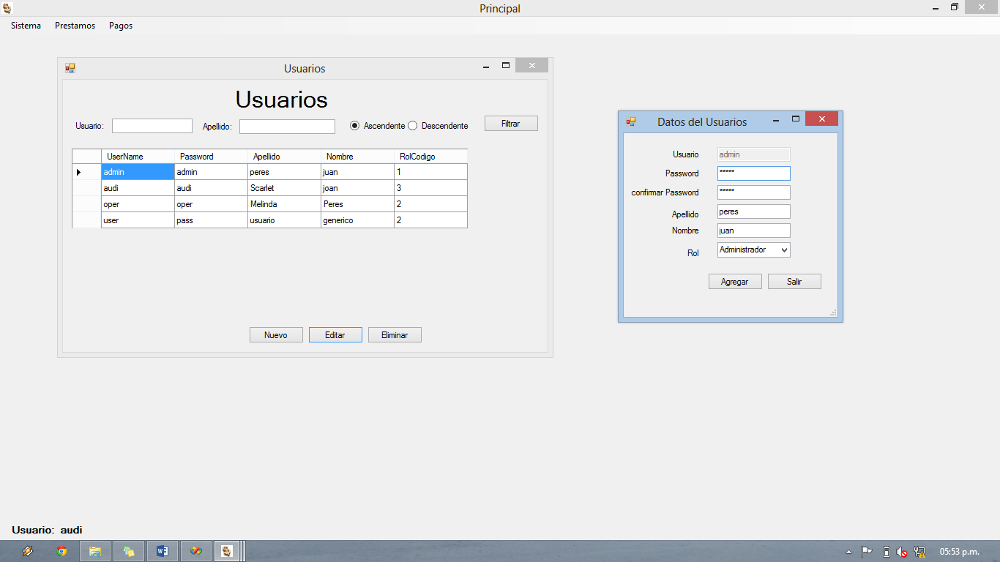 Principal
Sistema Prestamos Pagos
Usuarios
Usuarios
Usuario: Apellido: Ascendente Descendente Filtrar
UserName Password Apellido Nombre RolCodigo
admin admin peres juan 1
audi audi Scarlet joan 3
oper oper Melinda Peres 2
user pass usuario generico 2
Nuevo Editar Eliminar
Datos del Usuarios
Usuario admin
Password *****
confirmar Password *****
Apellido peres
Nombre juan
Rol Administrador
Agregar Salir
Usuario: audi
05:53 p.m.